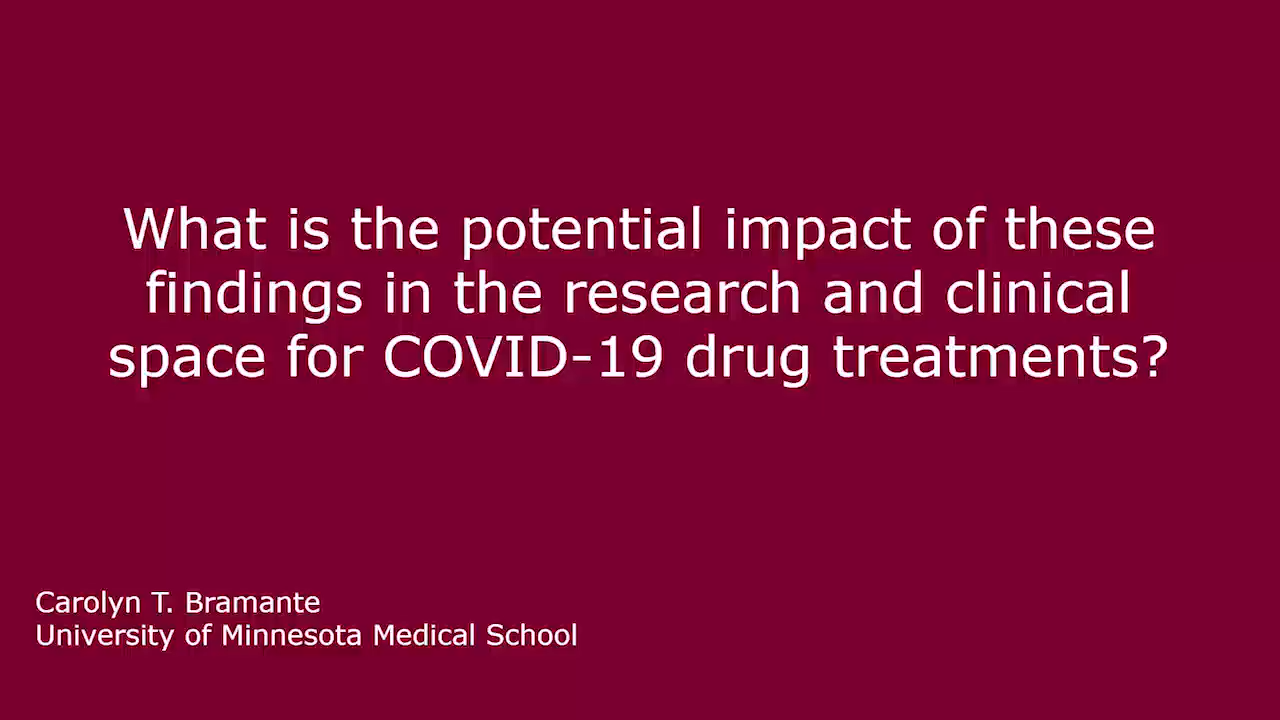 What is the potential impact of these
findings in the research and clinical
space for COVID-19 drug treatments?
Carolyn T. Bramante
University of Minnesota Medical School